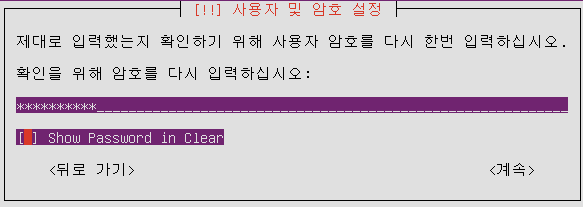 [!!] 사용자 및 암호 설정
제대로 입력했는지 확인하기 위해 사용자 암호를 다시 한번 입력하십시오.
확인을 위해 암호를 다시 입력하십시오:
**********
[ ] Show Password in Clear
<뒤로 가기> <계속>